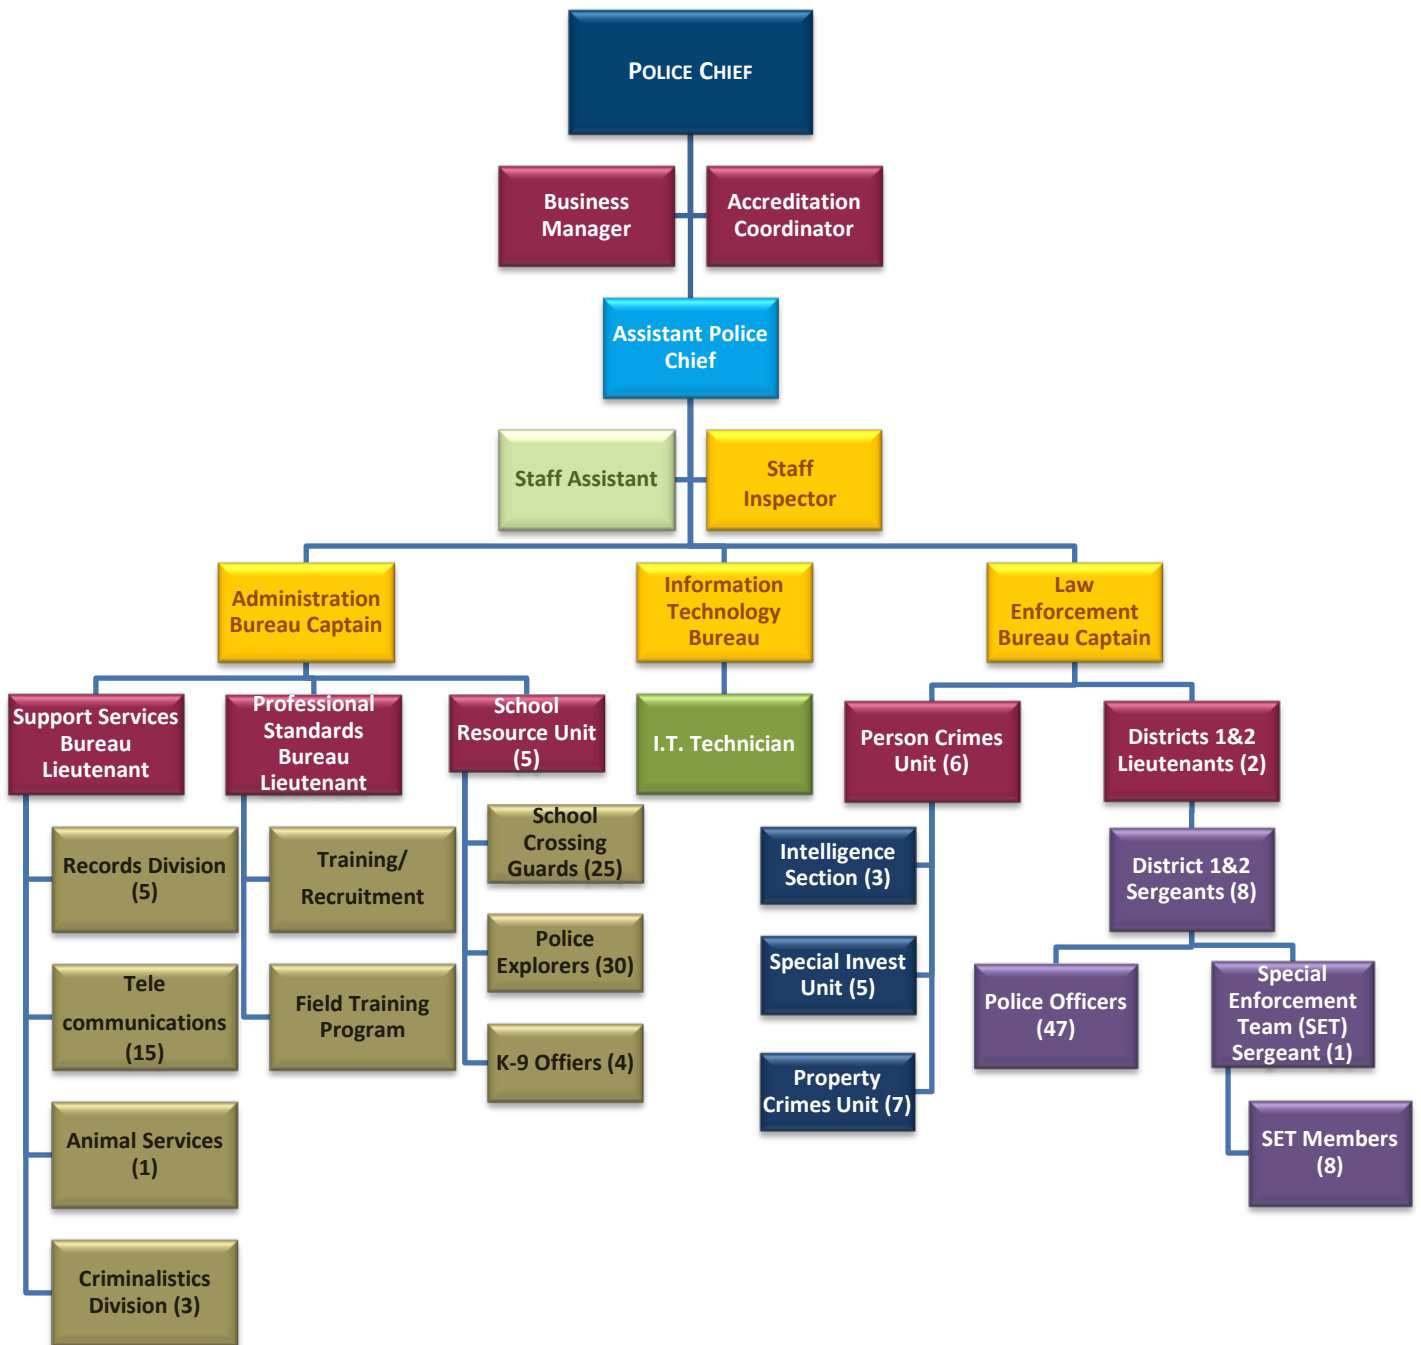 POLICE CHIEF
Business
Manager
Accreditation
Coordinator
Assistant Police
Chief
Staff Assistant
Staff
Inspector
Administration
Bureau Captain
Information
Technology
Bureau
Law
Enforcement
Bureau Captain
Support Services
Bureau
Lieutenant
Professional
Standards
Bureau
Lieutenant
School
Resource Unit
(5)
I.T. Technician
Person Crimes
Unit (6)
Districts 1&2
Lieutenants (2)
Records Division
(5)
Tele
communications
(15)
Animal Services
(1)
Criminalistics
Division (3)
Training/
Recruitment
Field Training
Program
School
Crossing
Guards (25)
Police
Explorers (30)
K-9 Offiers (4)
Intelligence
Section (3)
Special Invest
Unit (5)
Property
Crimes Unit (7)
District 1&2
Sergeants (8)
Police Officers
(47)
Special
Enforcement
Team (SET)
Sergeant (1)
SET Members
(8)